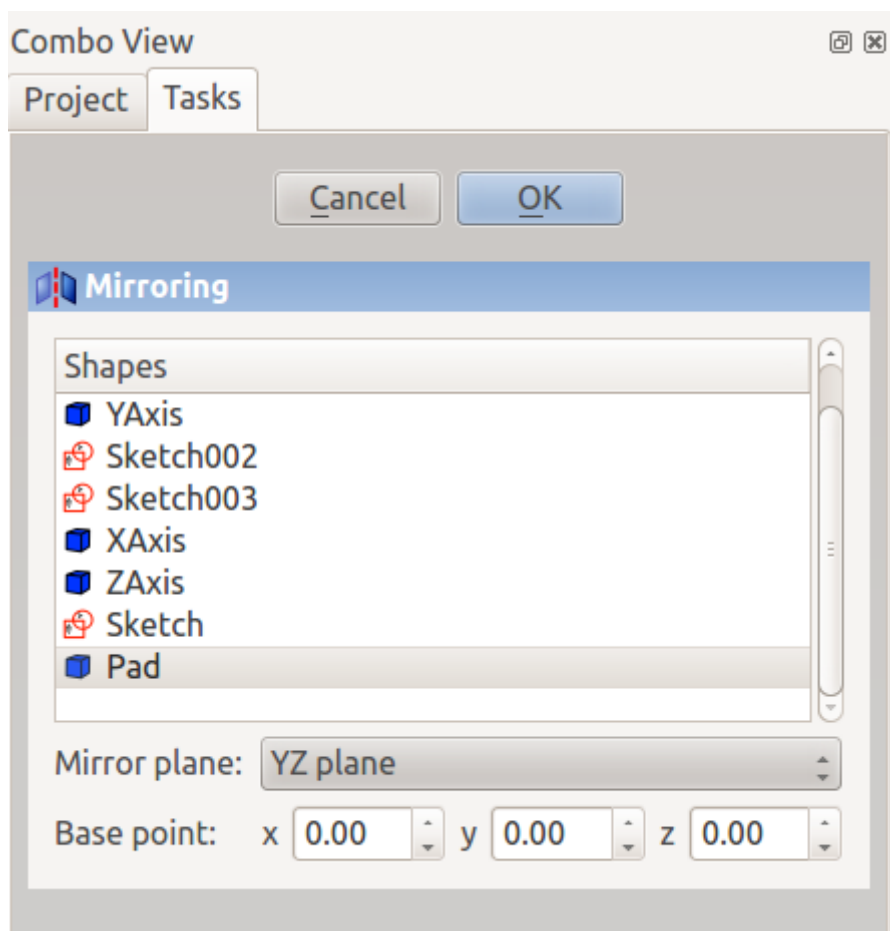 Combo View
Project Tasks
Cancel OK
Mirroring
Shapes
YAxis
Sketch002
Sketch003
XAxis
ZAxis
Sketch
Pad
Mirror plane: YZ plane
Base point: x 0.00 y 0.00 z 0.00